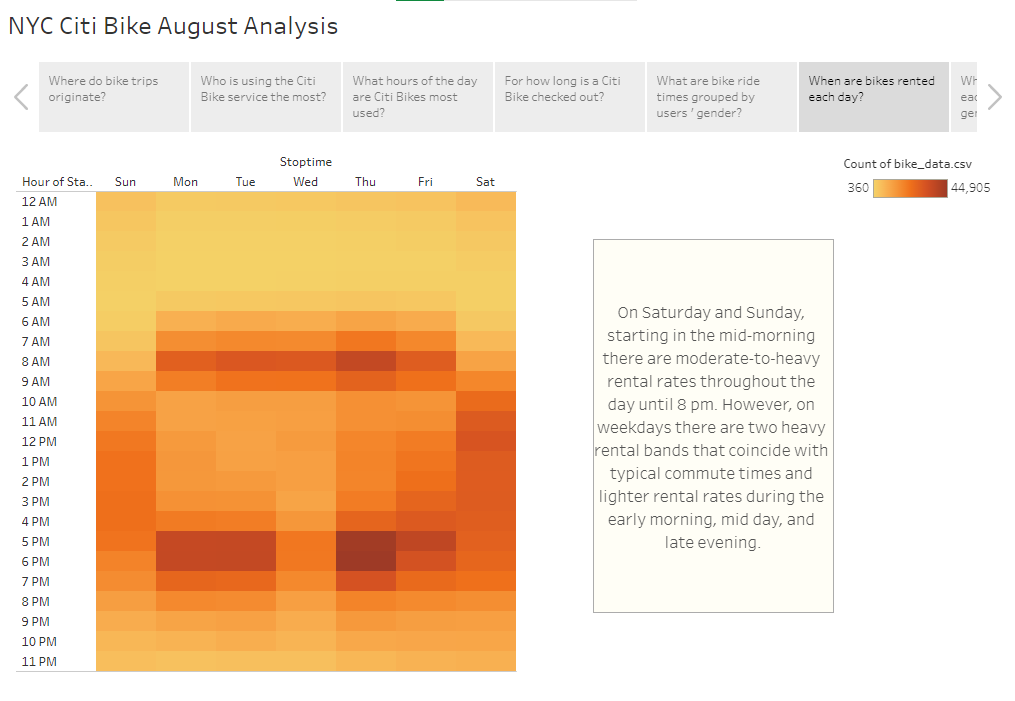 NYC Citi Bike August Analysis
Where do bike trips
originate?
Who is using the Citi
Bike service the most?
What hours of the day
are Citi Bikes most
used?
For how long is a Citi
Bike checked out?
What are bike ride
times grouped by
users ’ gender?
When are bikes rented
each day?
Stoptime
Hour of Sta.. Sun Mon Tue Wed Thu Fri Sat
12 AM
1 AM
2 AM
3 AM
4 AM
5 AM
6 AM
7 AM
8 AM
9 AM
10 AM
11 AM
12 PM
1 PM
2 PM
3 PM
4 PM
5 PM
6 PM
7 PM
8 PM
9 PM
10 PM
11 PM
Count of bike_data.csv
360 44,905
On Saturday and Sunday,
starting in the mid-morning
there are moderate-to-heavy
rental rates throughout the
day until 8 pm. However, on
weekdays there are two heavy
rental bands that coincide with
typical commute times and
lighter rental rates during the
early morning, mid day, and
late evening.